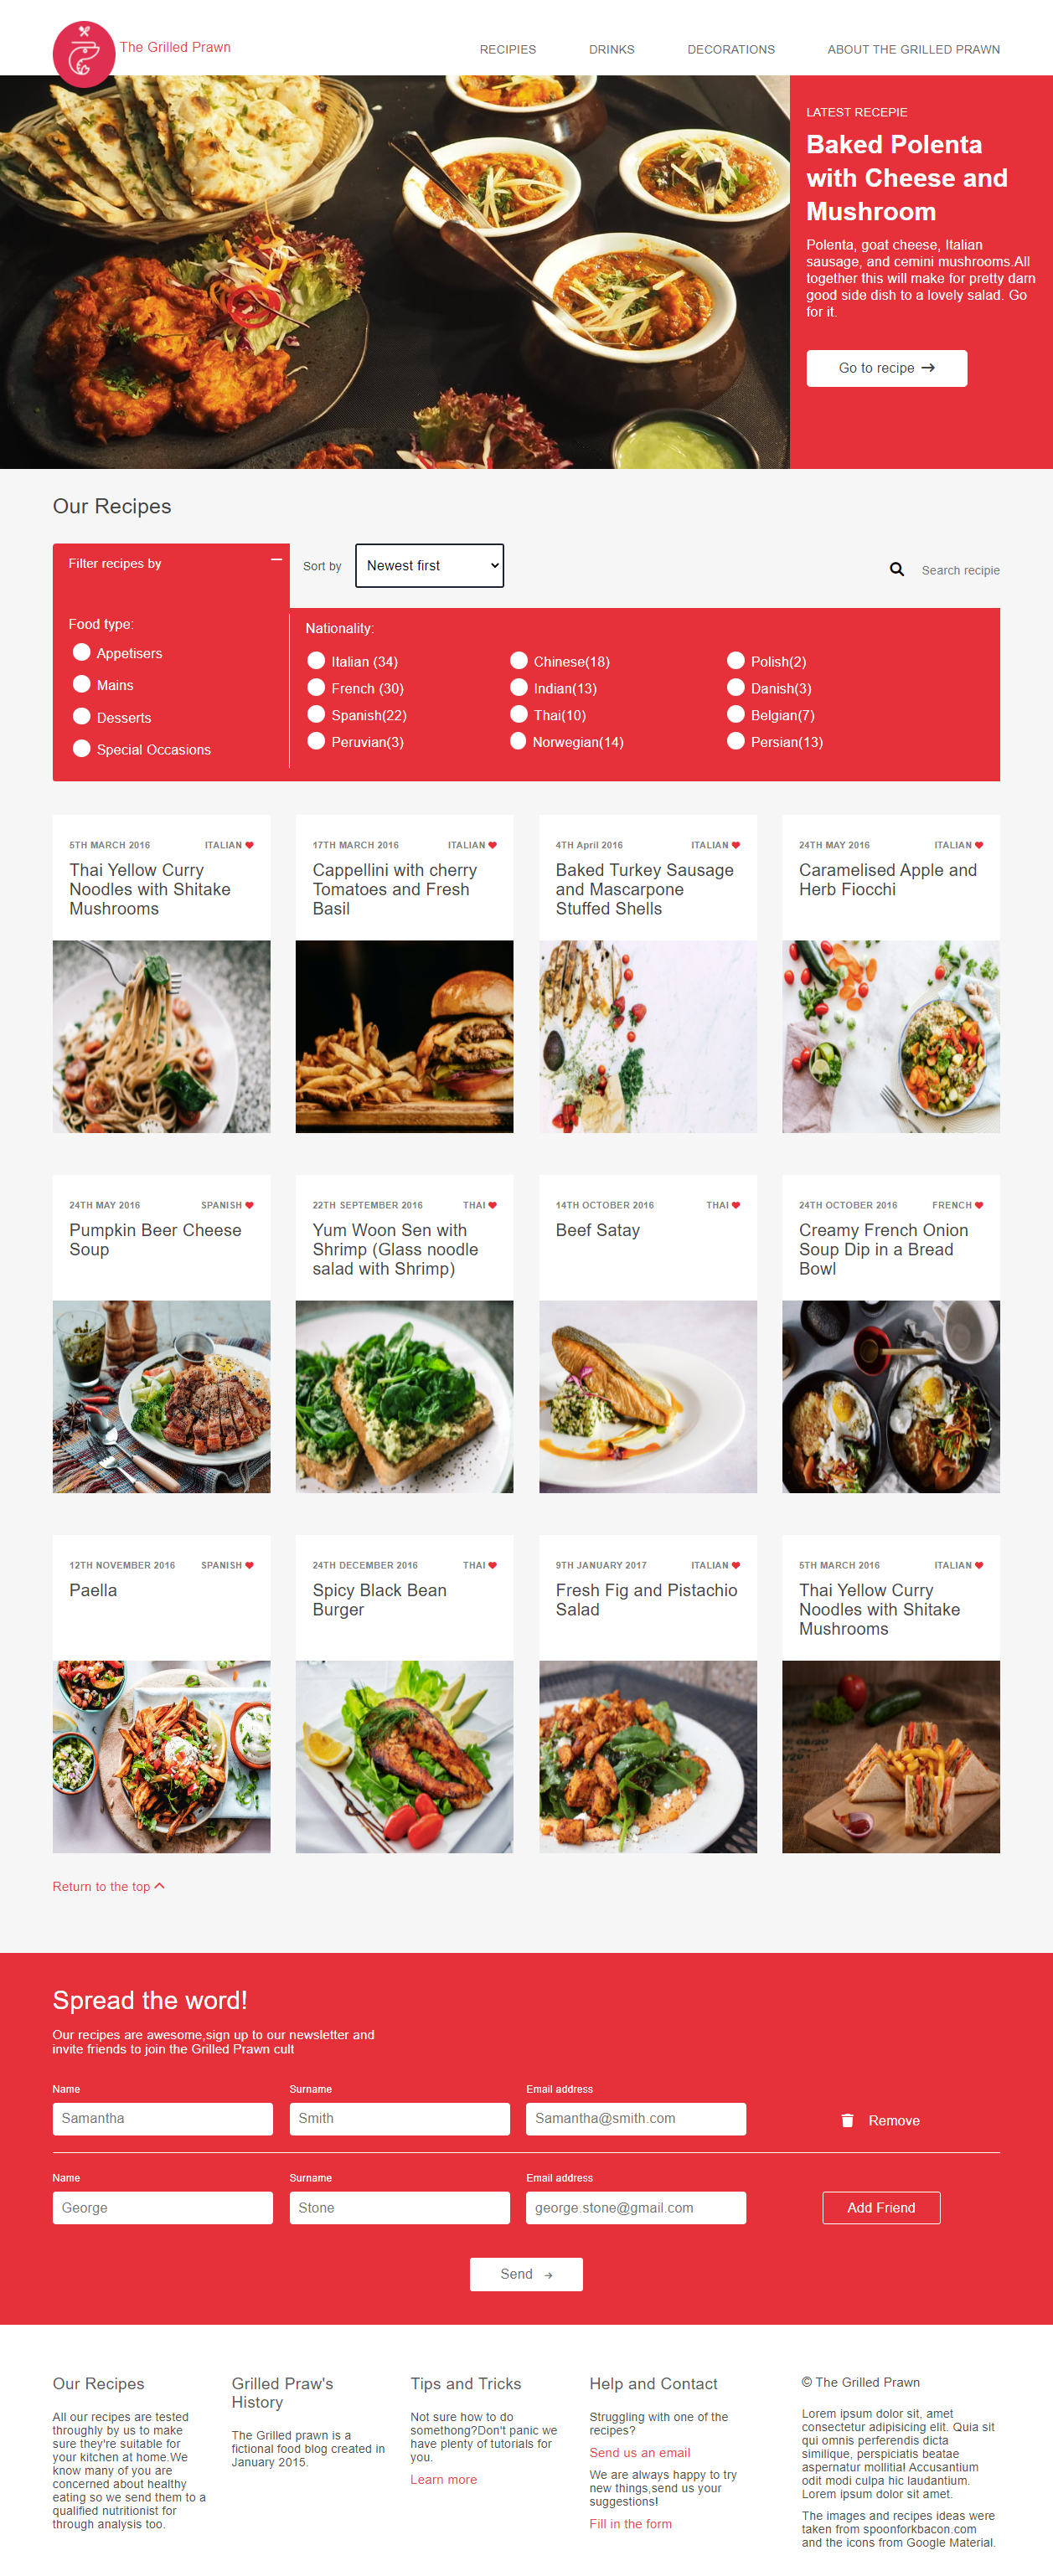 The Grilled Prawn
RECIPIES
DRINKS
DECORATIONS
ABOUT THE GRILLED PRAWN
LATEST RECEPIE
Baked Polenta
with Cheese and
Mushroom
Polenta, goat cheese, Italian
sausage, and cemini mushrooms.All
together this will make for pretty darn
good side dish to a lovely salad. Go
for it.
Go to recipe
Our Recipes
Filter recipes by
Sort by
Newest first
Search recipie
Food type:
Appetisers
Mains
Desserts
Special Occasions
Nationality:
Italian (34)
French (30)
Spanish(22)
Peruvian(3)
Chinese(18)
Indian(13)
Thai(10)
Norwegian(14)
Polish(2)
Danish(3)
Belgian(7)
Persian(13)
5TH MARCH 2016 ITALIAN
Thai Yellow Curry
Noodles with Shitake
Mushrooms
17TH MARCH 2016 ITALIAN
Cappellini with cherry
Tomatoes and Fresh
Basil
4TH April 2016 ITALIAN
Baked Turkey Sausage
and Mascarpone
Stuffed Shells
24TH MAY 2016 ITALIAN
Caramelised Apple and
Herb Fiocchi
24TH MAY 2016 SPANISH
Pumpkin Beer Cheese
Soup
22TH SEPTEMBER 2016 THAI
Yum Woon Sen with
Shrimp (Glass noodle
salad with Shrimp)
14TH OCTOBER 2016 THAI
Beef Satay
24TH OCTOBER 2016 FRENCH
Creamy French Onion
Soup Dip in a Bread
Bowl
12TH NOVEMBER 2016 SPANISH
Paella
24TH DECEMBER 2016 THAI
Spicy Black Bean
Burger
9TH JANUARY 2017 ITALIAN
Fresh Fig and Pistachio
Salad
5TH MARCH 2016 ITALIAN
Thai Yellow Curry
Noodles with Shitake
Mushrooms
Return to the top
Spread the word!
Our recipes are awesome,sign up to our newsletter and
invite friends to join the Grilled Prawn cult
Name
Surname
Email address
Samantha
Smith
Samantha@smith.com
Remove
Name
Surname
Email address
George
Stone
george.stone@gmail.com
Add Friend
Send
Our Recipes
All our recipes are tested
throughly by us to make
sure they're suitable for
your kitchen at home.We
know many of you are
concerned about healthy
eating so we send them to a
qualified nutritionist for
through analysis too.
Grilled Praw's
History
The Grilled prawn is a
fictional food blog created in
January 2015.
Tips and Tricks
Not sure how to do
somethong?Don't panic we
have plenty of tutorials for
you.
Learn more
Help and Contact
Struggling with one of the
recipes?
Send us an email
We are always happy to try
new things,send us your
suggestions!
Fill in the form
© The Grilled Prawn
Lorem ipsum dolor sit, amet
consectetur adipisicing elit. Quia sit
qui omnis perferendis dicta
similique, perspiciatis beatae
aspernatur mollitia! Accusantium
odit modi culpa hic laudantium.
Lorem ipsum dolor sit amet.
The images and recipes ideas were
taken from spoonforkbacon.com
and the icons from Google Material.